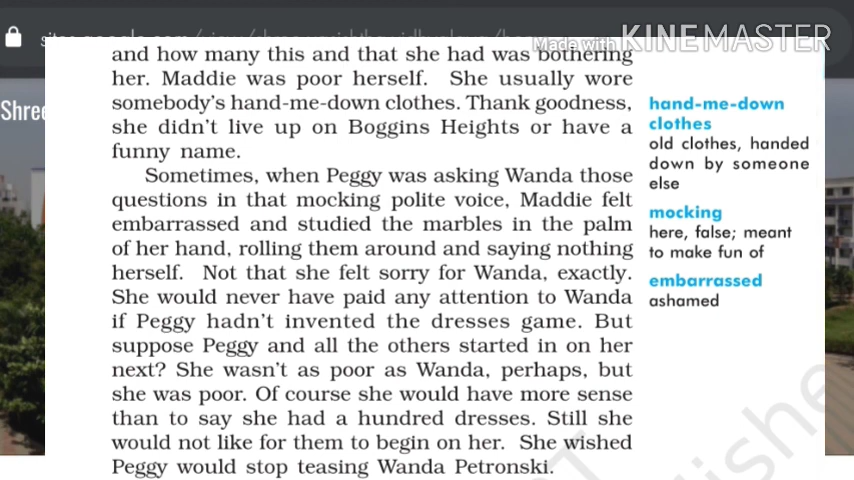 Made with KINEMASTER
and how many this and that she had was bothering
her. Maddie was poor herself. She usually wore
somebody's hand-me-down clothes. Thank goodness,
she didn't live up on Boggins Heights or have a
funny name.
Sometimes, when Peggy was asking Wanda those
questions in that mocking polite voice, Maddie felt
embarrassed and studied the marbles in the palm
of her hand, rolling them around and saying nothing
herself. Not that she felt sorry for Wanda, exactly.
She would never have paid any attention to Wanda
if Peggy hadn't invented the dresses game. But
suppose Peggy and all the others started in on her
next? She wasn't as poor as Wanda, perhaps, but
she was poor. Of course she would have more sense
than to say she had a hundred dresses. Still she
would not like for them to begin on her. She wished
Peggy would stop teasing Wanda Petronski.
hand-me-down
clothes
old clothes, handed
down by someone
else
mocking
here, false; meant
to make fun of
embarrassed
ashamed
Shree